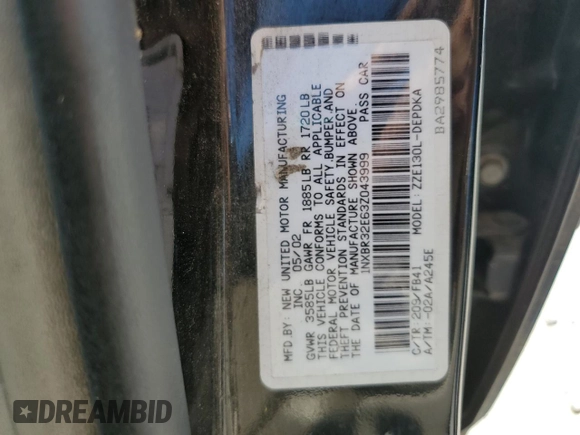 MFD.BY: NEW UNITED MOTOR MANUFACTURING
INC 05/02
GVWR 3585LB GAWR FR 1885LB RR 1720LB
THIS VEHICLE CONFORMS TO ALL APPLICABLE
FEDERAL MOTOR VEHICLE SAFETY,BUMPER,AND
THEFT PREVENTION STANDARDS IN EFFECT ON
THE DATE OF MANUFACTURE SHOWN ABOVE.
1NXBR32E63Z043999 PASS CAR
C/TR 209/FB41 MODEL: ZZE130L-DEPDKA
A/TM -02A/A245E
BA2985774
DREAMBID